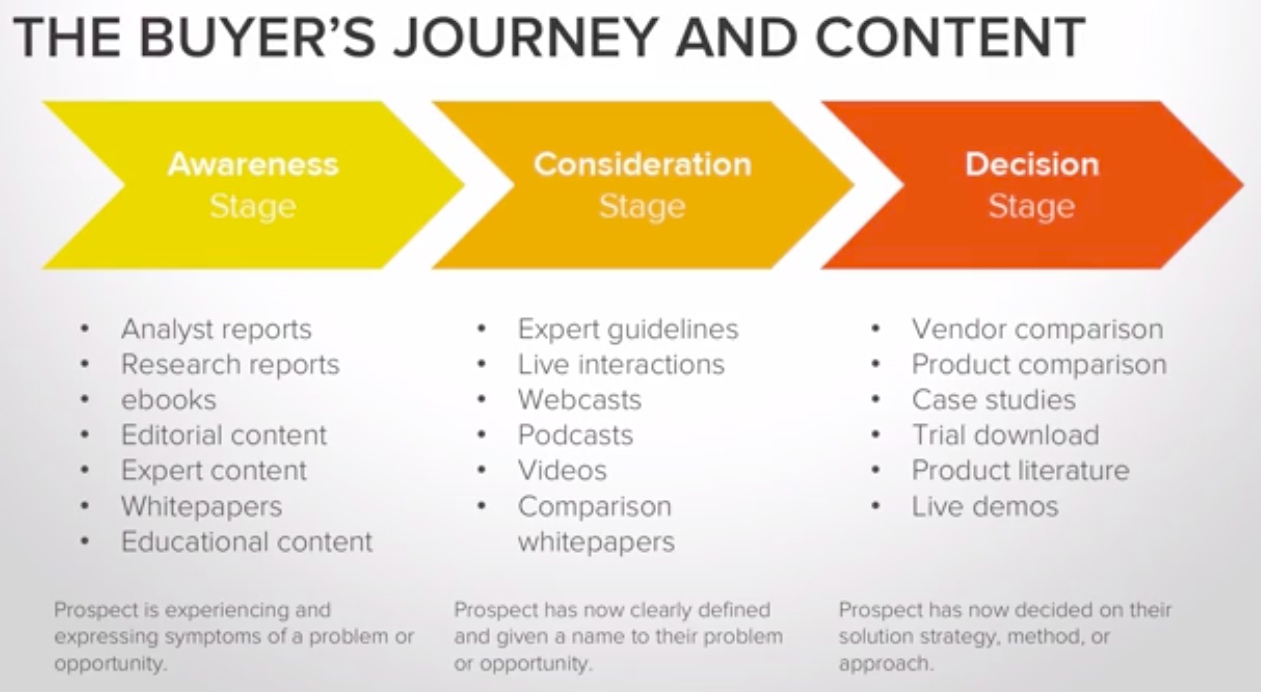 THE BUYER'S JOURNEY AND CONTENT
Awareness
Stage
Consideration
Stage
Decision
Stage
• Analyst reports
• Research reports
• ebooks
• Editorial content
• Expert content
• Whitepapers
• Educational content
• Expert guidelines
• Live interactions
• Webcasts
• Podcasts
• Videos
• Comparison
whitepapers
• Vendor comparison
• Product comparison
• Case studies
• Trial download
• Product literature
• Live demos
Prospect is experiencing and
expressing symptoms of a problem or
opportunity.
Prospect has now clearly defined
and given a name to their problem
or opportunity.
Prospect has now decided on their
solution strategy, method, or
approach.